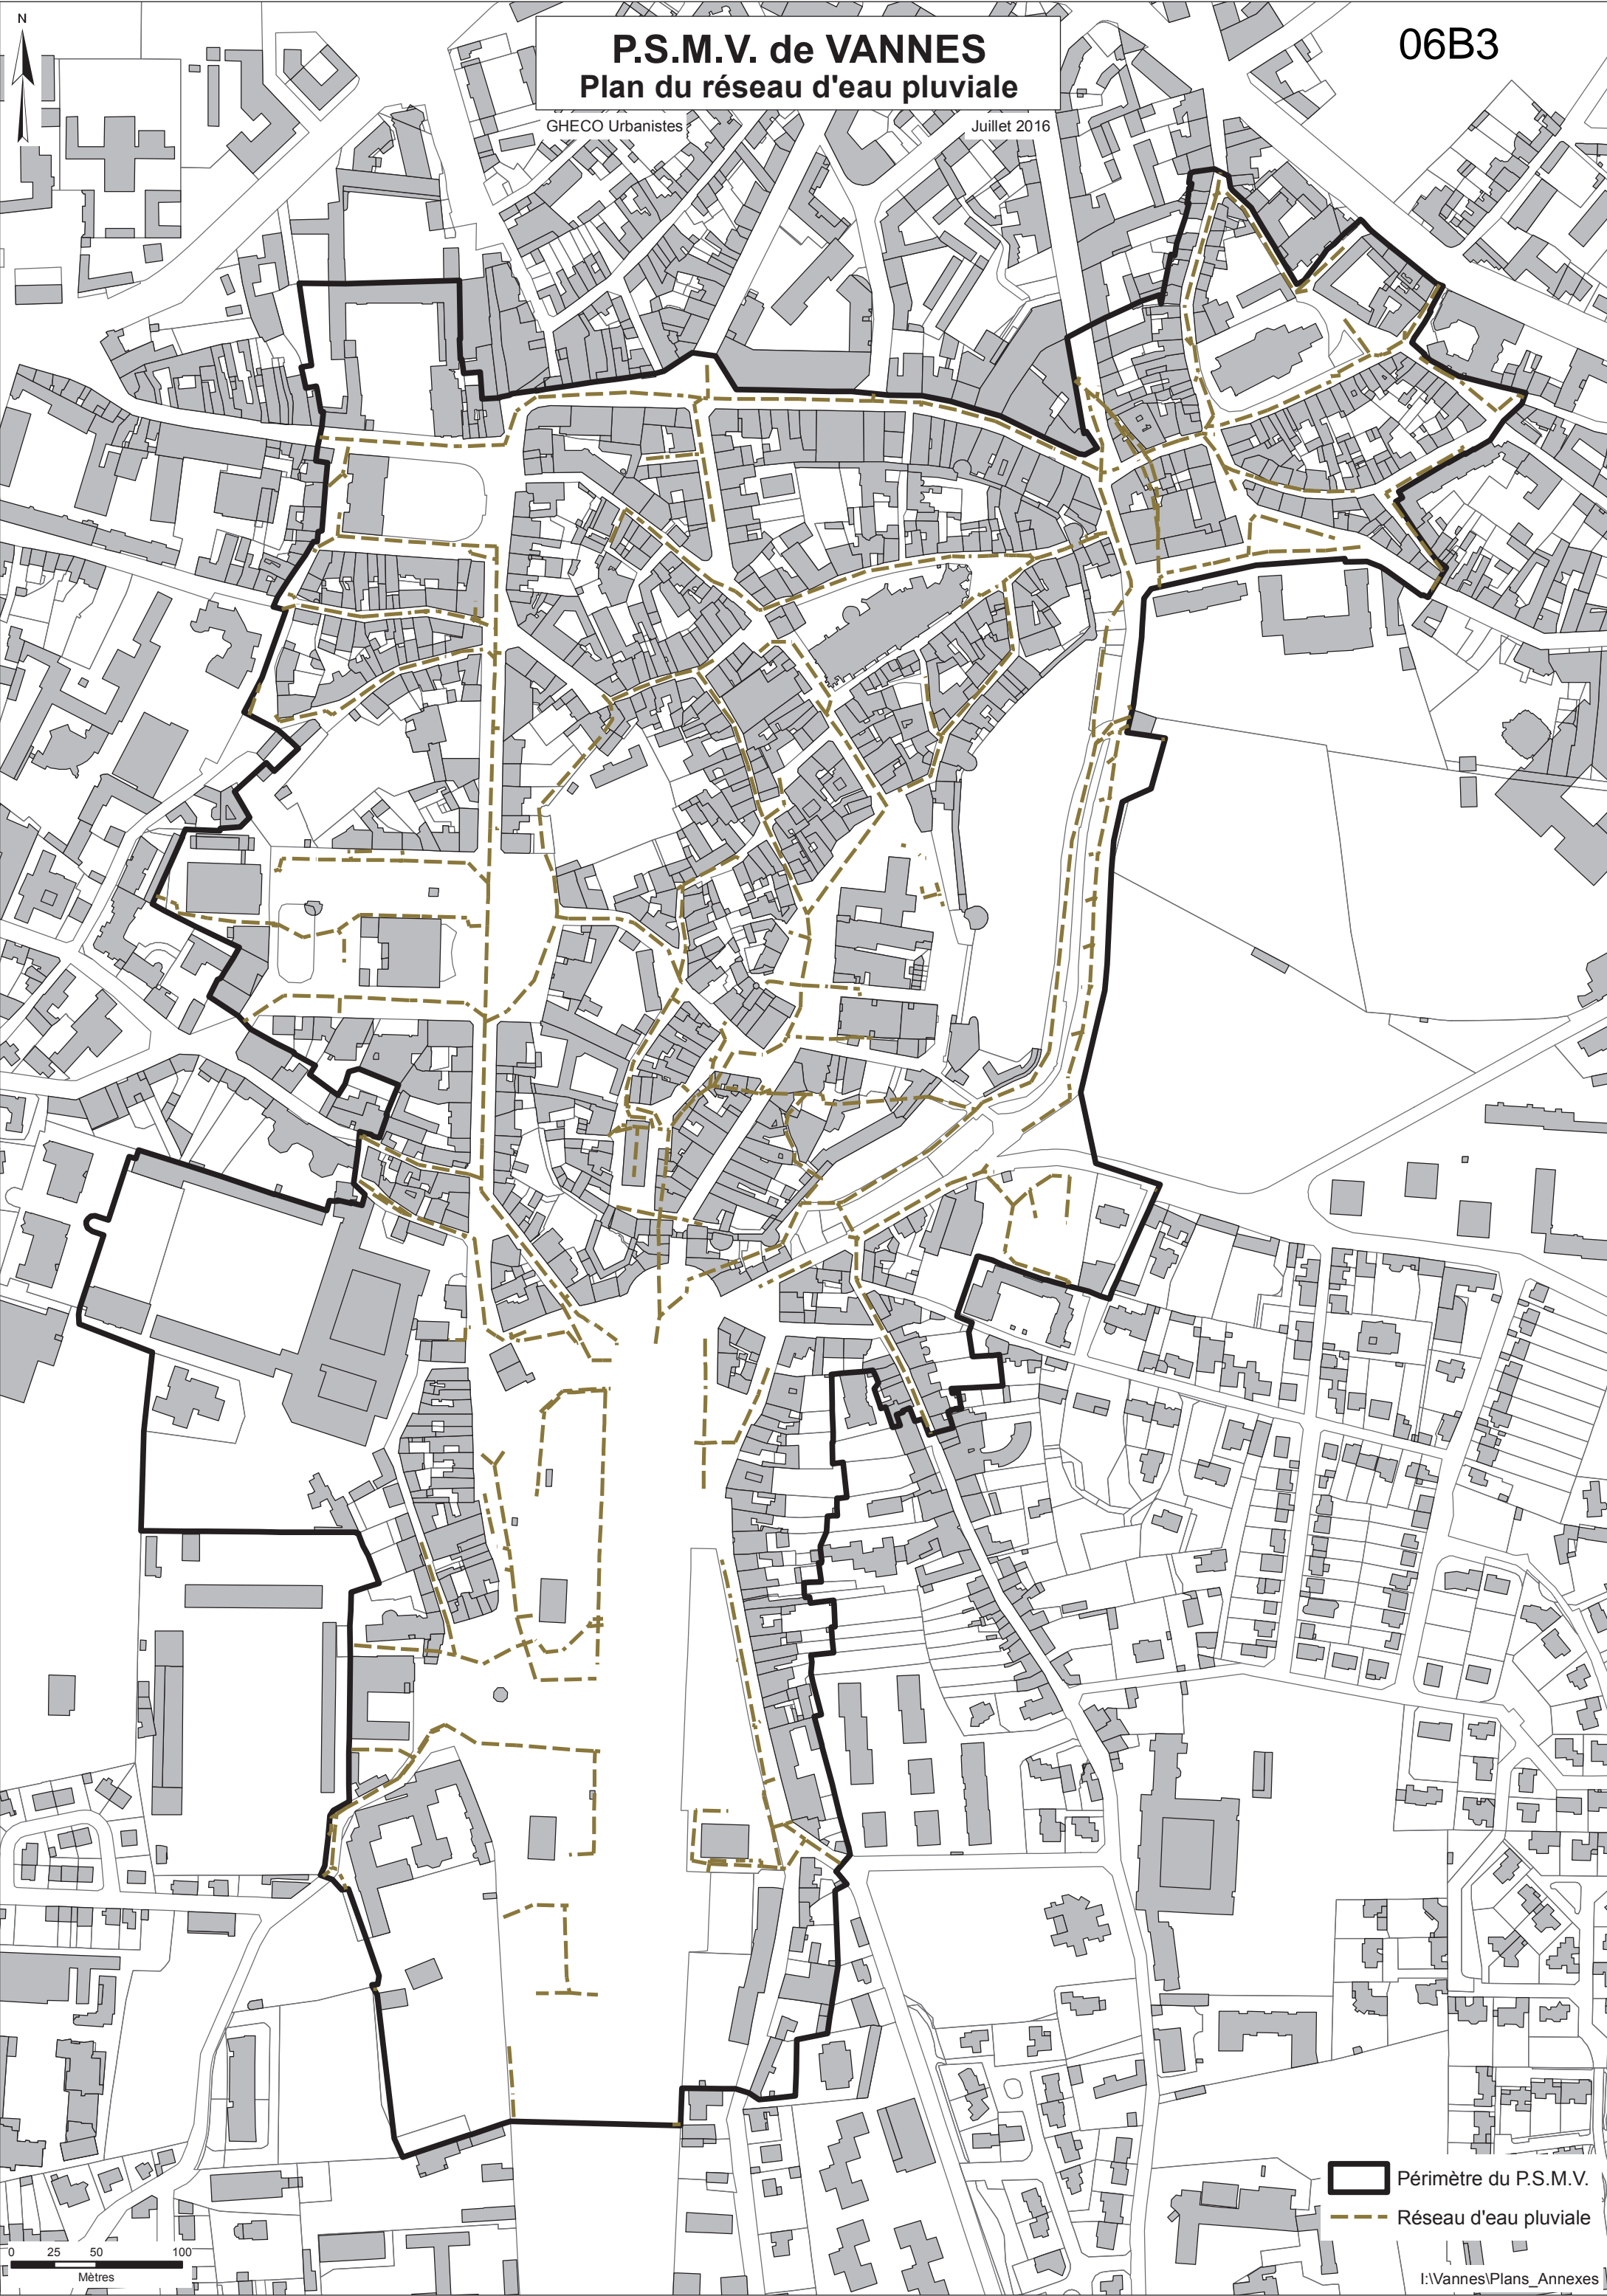 N
P.S.M.V. de VANNES
Plan du réseau d'eau pluviale
06B3
GHECO Urbanistes
Juillet 2016
Périmètre du P.S.M.V.
Réseau d'eau pluviale
0 25 50 100
Mètres
I:\Vannes\Plans_Annexes